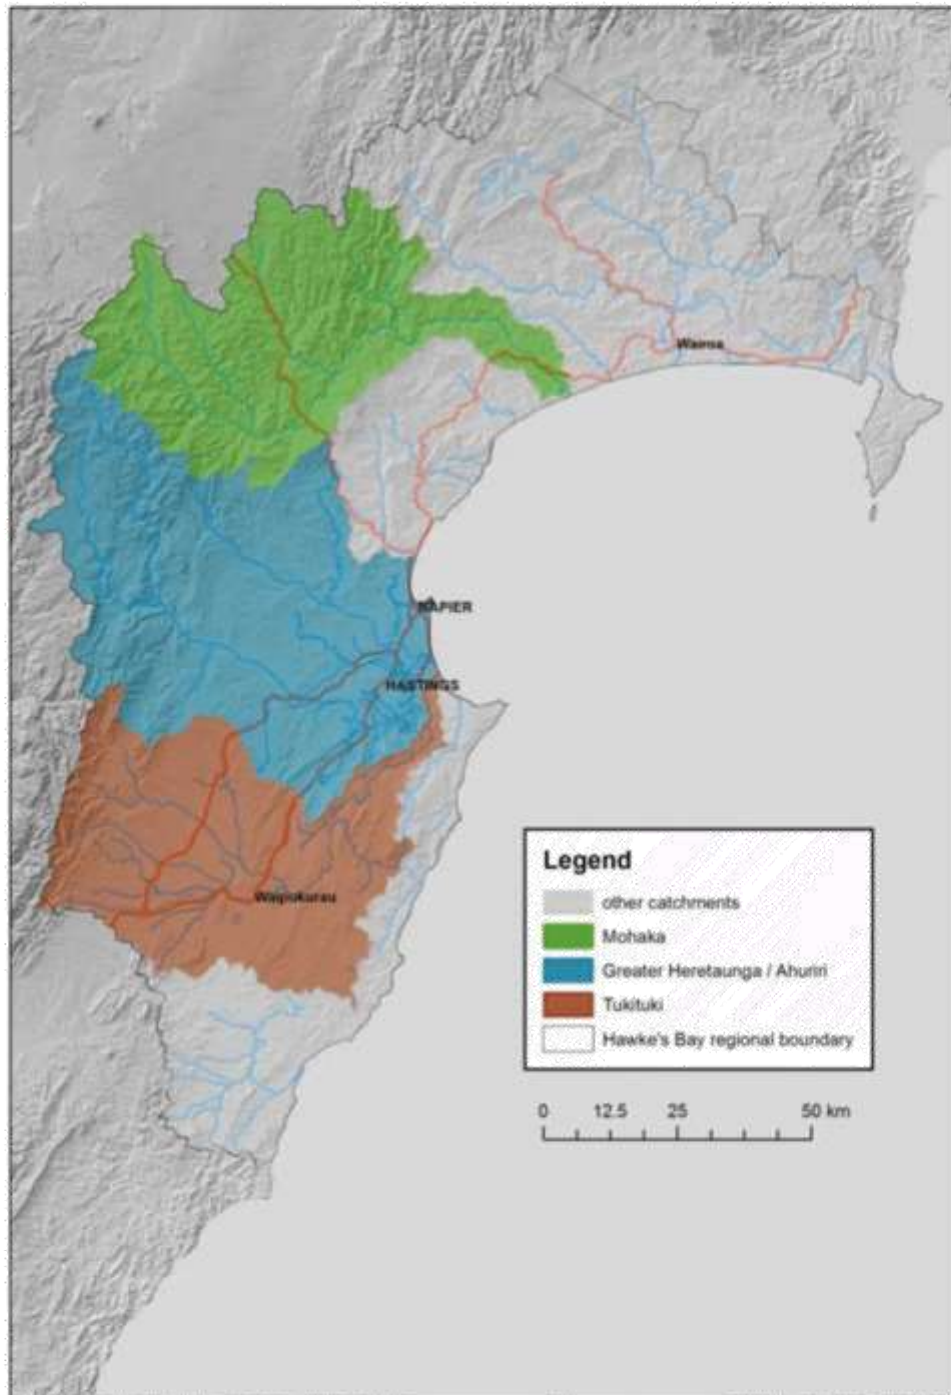 Wairoa
NAPIER
HASTINGS
Waipukurau
Legend
other catchments
Mohaka
Greater Heretaunga / Ahuriri
Tukituki
Hawke's Bay regional boundary
0 12.5 25 50 km